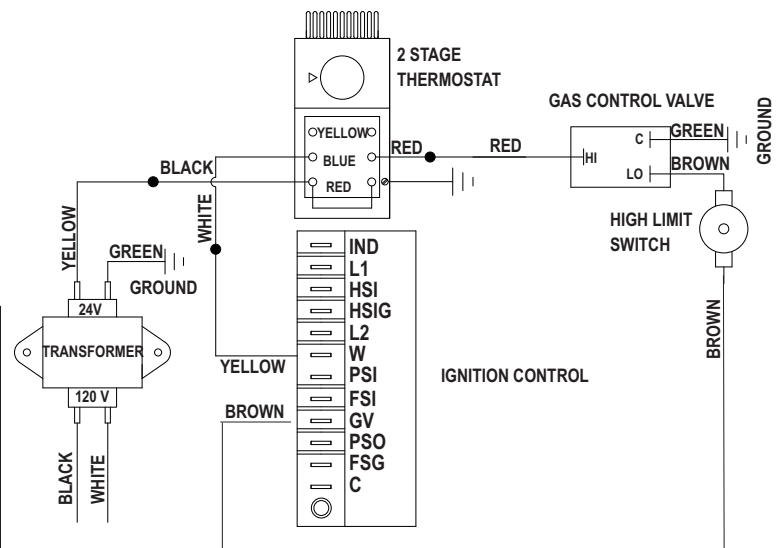 2 STAGE
THERMOSTAT
GAS CONTROL VALVE
YELLOW
BLUE
RED
RED
RED
HI
C
LO
GREEN
GROUND
BROWN
BLACK
WHITE
YELLOW
GREEN
GROUND
HIGH LIMIT
SWITCH
BROWN
24V
TRANSFORMER
120 V
BLACK
WHITE
YELLOW
BROWN
IND
L1
HSI
HSIG
L2
W
PSI
FSI
GV
PSO
FSG
C
IGNITION CONTROL